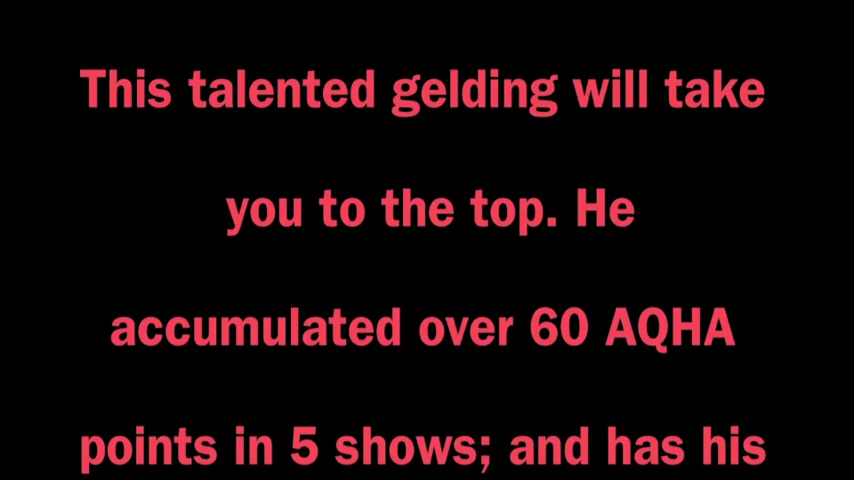 This talented gelding will take
you to the top. He
accumulated over 60 AQHA
points in 5 shows; and has his